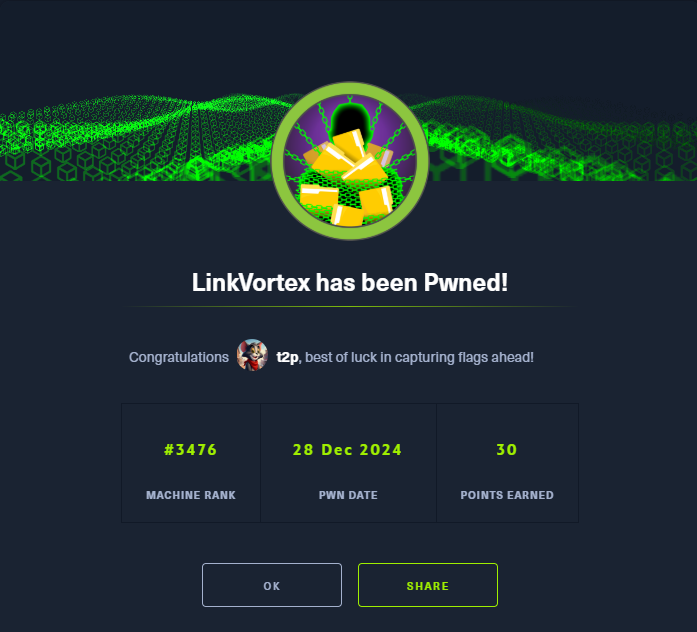 LinkVortex has been Pwned!
Congratulations t2p, best of luck in capturing flags ahead!
#3476 28 Dec 2024 30
MACHINE RANK PWN DATE POINTS EARNED
OK SHARE